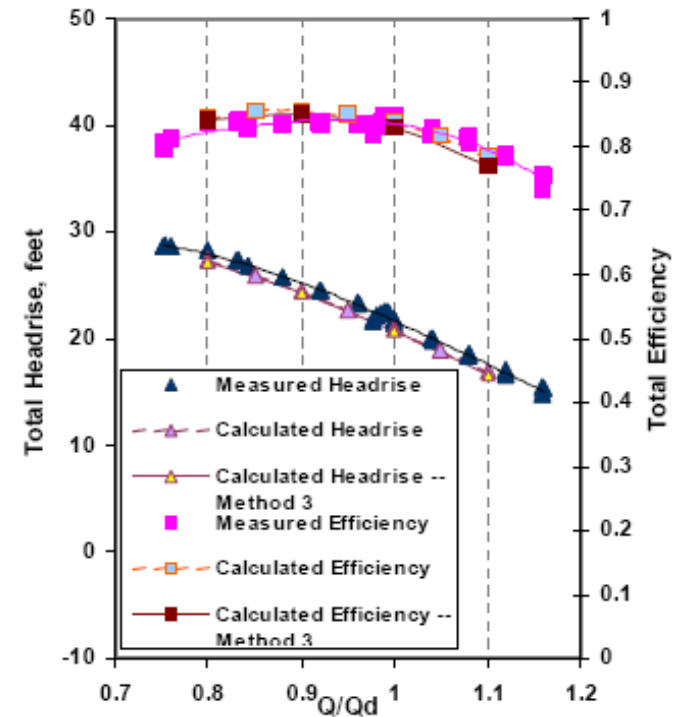 50
40
30
20
10
0
-10
Total Headrise, feet
1
0.9
0.8
0.7
0.6
0.5
0.4
0.3
0.2
0.1
0
Total Efficiency
Measured Headrise
Calculated Headrise
Calculated Headrise --
Method 3
Measured Efficiency
Calculated Efficiency
Calculated Efficiency --
Method 3
0.7 0.8 0.9 1 1.1 1.2
Q/Qd